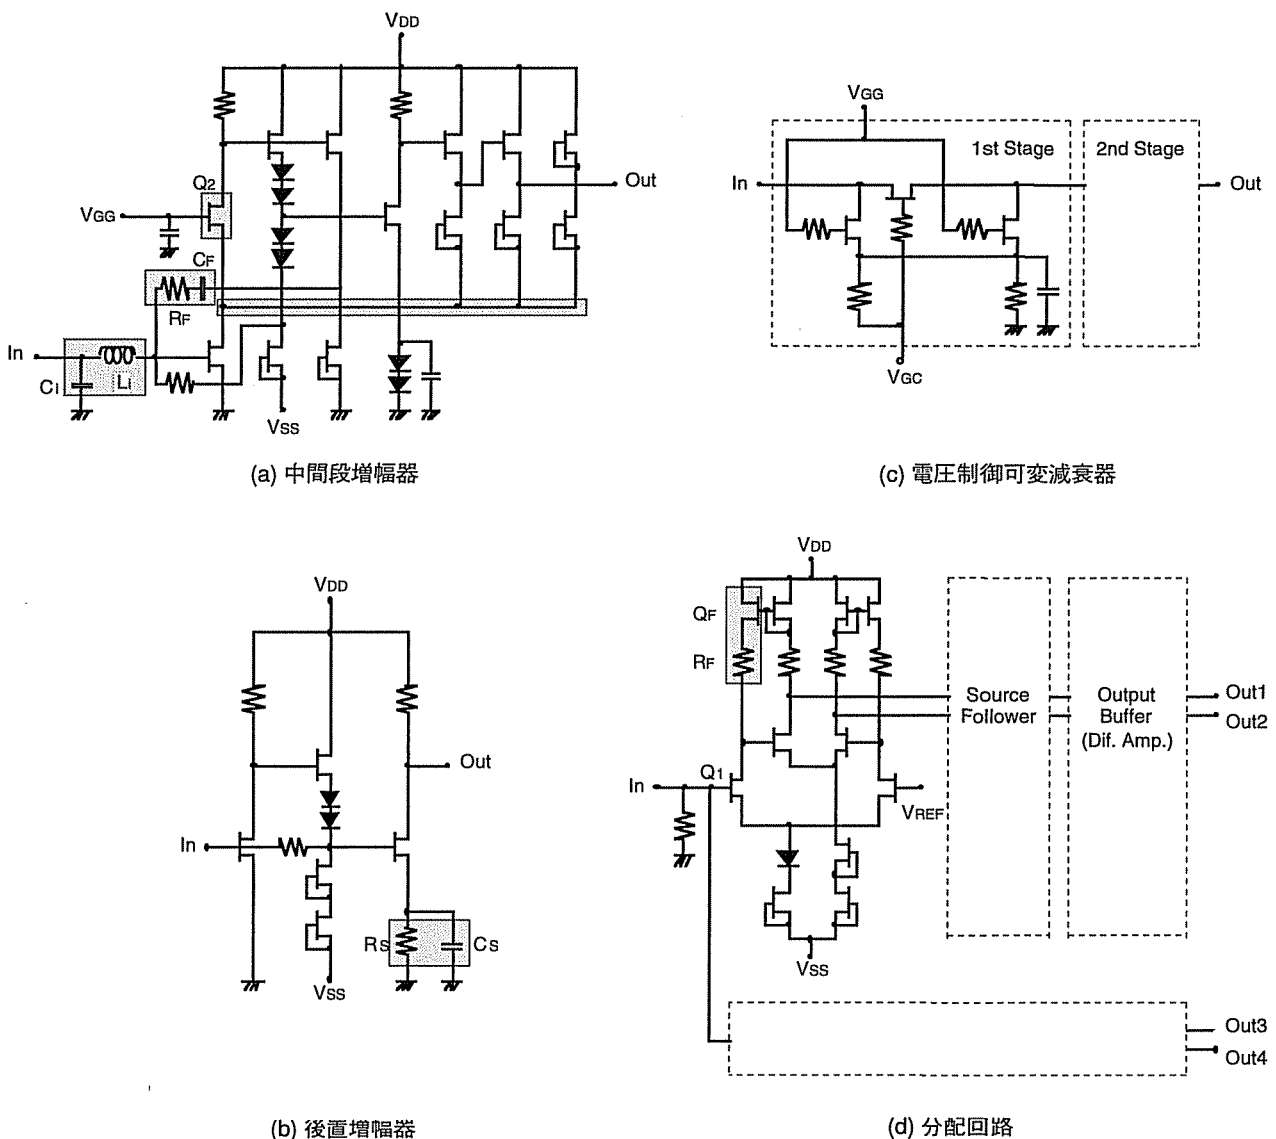 VDD
Q2
VGG
CF
RF
In
CI
Li
VSS
Out
(a) 中間段増幅器
VGG
1st Stage
2nd Stage
In
Out
VGC
(c) 電圧制御可変減衰器
VDD
Out
In
RS
CS
VSS
(b) 後置増幅器
VDD
QF
RF
Source
Follower
Output
Buffer
(Dif. Amp.)
Out1
Out2
In
Q1
VREF
VSS
Out3
Out4
(d) 分配回路